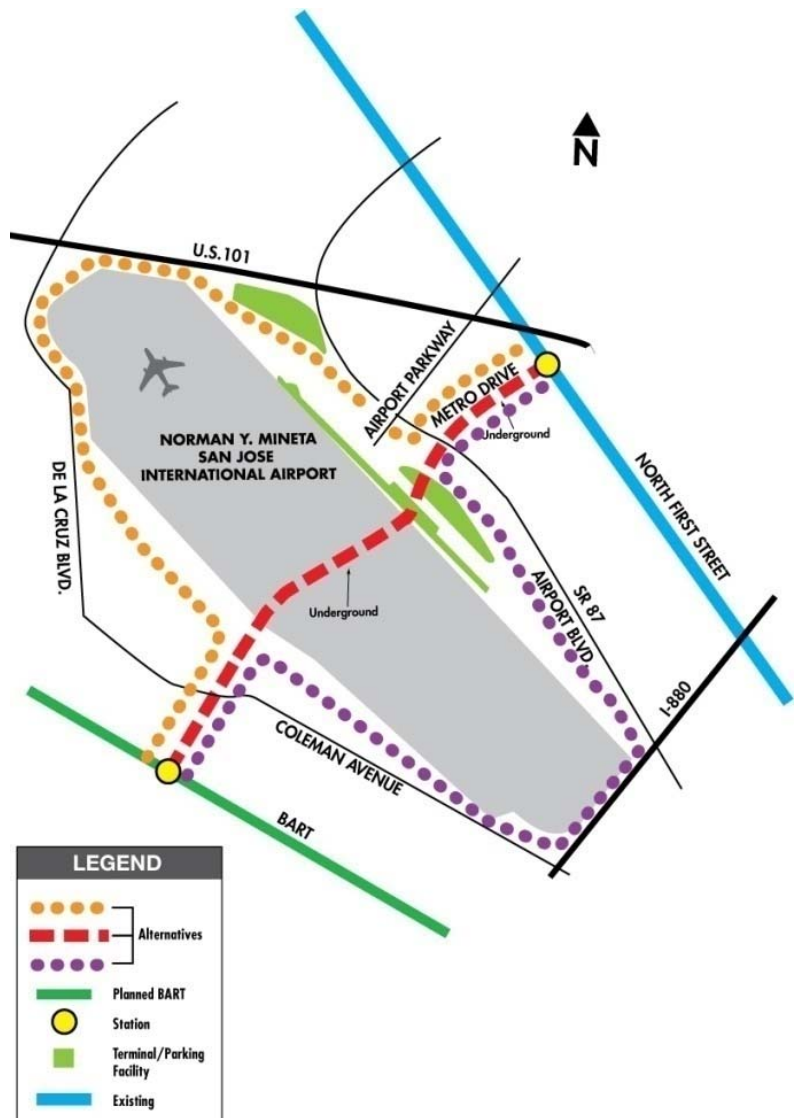 N
U.S.101
AIRPORT PARKWAY
METRO DRIVE
Underground
NORMAN Y. MINETA
SAN JOSE
INTERNATIONAL AIRPORT
DE LA CRUZ BLVD.
NORTH FIRST STREET
SR 87
AIRPORT BLVD.
Underground
I-880
COLEMAN AVENUE
BART
LEGEND
Alternatives
Planned BART
Station
Terminal/Parking
Facility
Existing